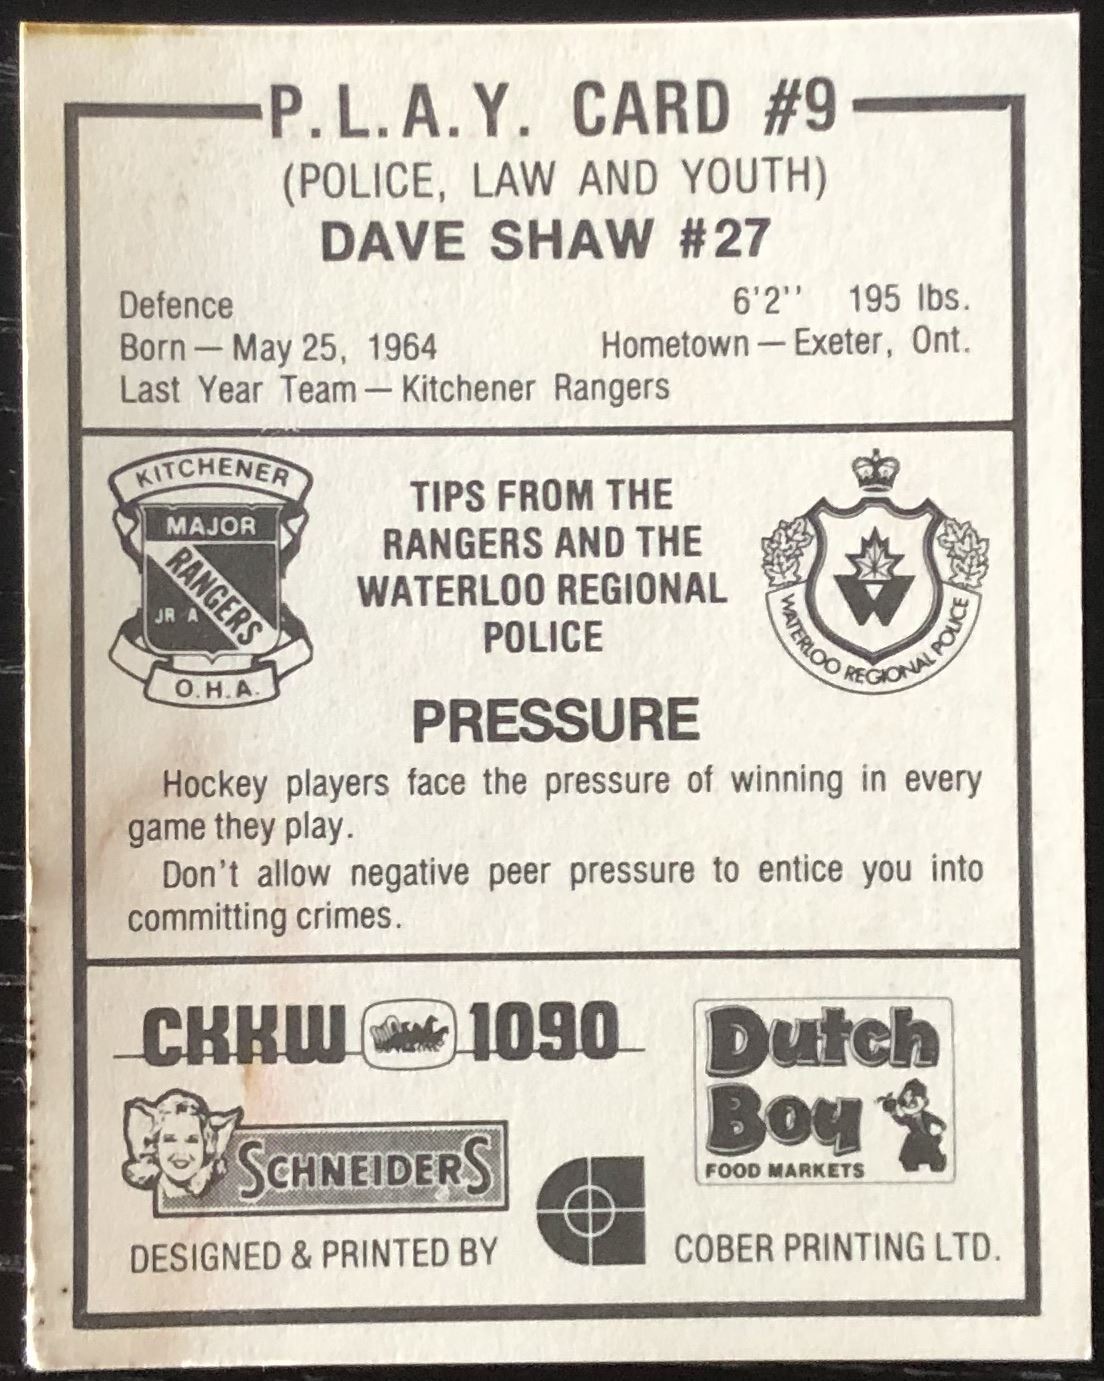 P.L.A.Y. CARD #9
(POLICE, LAW AND YOUTH)
DAVE SHAW #27
Defence 6'2'' 195 lbs.
Born — May 25, 1964 Hometown — Exeter, Ont.
Last Year Team — Kitchener Rangers
KITCHENER
MAJOR
RANGERS
JR A
O.H.A.
TIPS FROM THE
RANGERS AND THE
WATERLOO REGIONAL
POLICE
W
WATERLOO REGIONAL POLICE
PRESSURE
Hockey players face the pressure of winning in every
game they play.
Don't allow negative peer pressure to entice you into
committing crimes.
CKKW 1090
Dutch
Boy
FOOD MARKETS
SCHNEIDERS
DESIGNED & PRINTED BY COBER PRINTING LTD.